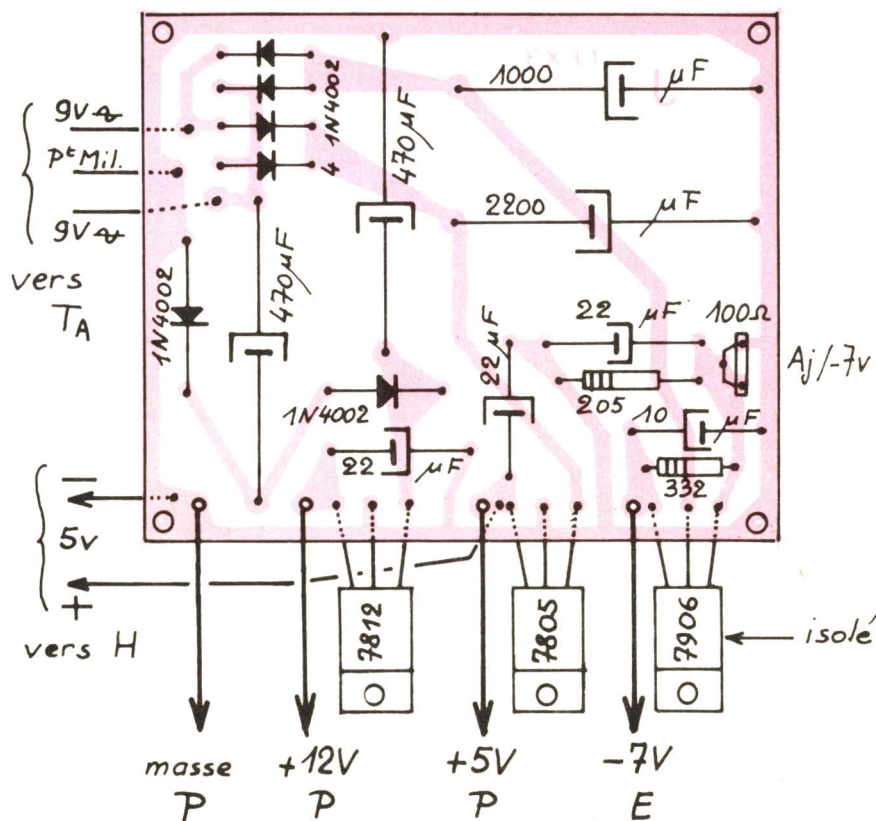 1000 µF
9V
4 1N4002
470µF
Pt Mil.
9V
2200 µF
vers
TA
1N4002
470µF
22 µF
22 µF
100Ω
Aj/-7V
205
1N4002
10 µF
22 µF
332
−
5V
+
vers H
7812
7805
7906
isolé
masse
P
+12V
P
+5V
P
-7V
E